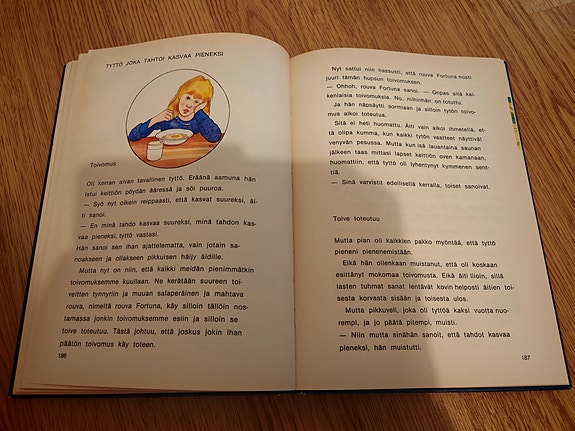 TYTTÖ JOKA TAHTOI KASVAA PIENEKSI
Toivomus
Oli kerran aivan tavallinen tyttö. Eräänä aamuna hän
istui keittiön pöydän ääressä ja söi puuroa.
— Syö nyt oikein reippaasti, että kasvat suureksi, äi-
ti sanoi.
— En minä tahdo kasvaa suureksi, minä tahdon kas-
vaa pieneksi, tyttö vastasi.
Hän sanoi sen ihan ajattelematta, vain jotain sa-
noakseen ja ollakseen pikkuisen häijy äidille.
Mutta nyt on niin, että kaikki meidän pienimmätkin
toivomuksemme kuullaan. Ne kerätään suureen toi-
veitten tynnyriin ja muuan salaperäinen ja mahtava
rouva, nimeltä rouva Fortuna, käy silloin tällöin nos-
tamassa jonkin toivomuksemme esiin ja silloin se
toive toteutuu. Tästä johtuu, että joskus jokin ihan
päätön toivomus käy toteen.
186
Nyt sattui niin hassusti, että rouva Fortuna nosti
juuri tämän hupsun toivomuksen.
— Ohhoh, rouva Fortuna sanoi. — Onpas sitä kai-
kenlaisia toivomuksia. No, niihinhän on totuttu.
Ja hän näpsäytti sormiaan ja silloin tytön toivo-
mus alkoi toteutua.
Sitä ei heti huomattu. Äiti vain alkoi ihmetellä, et-
tä olipa kumma, kun kaikki tytön vaatteet näyttivät
venyvän pesussa. Mutta kun isä lauantaina saunan
jälkeen taas mittasi lapset keittiön oven kamanaan,
huomattiin, että tyttö oli lyhentynyt kymmenen sent-
tiä.
— Sinä varvistit edellisellä kerralla, toiset sanoivat.
Toive toteutuu
Mutta pian oli kaikkien pakko myöntää, että tyttö
pieneni pienenemistään.
Eikä hän ollenkaan muistanut, että oli koskaan
esittänyt mokomaa toivomusta. Eikä äiti liioin, sillä
lasten tuhmat sanat lentävät kovin helposti äitien toi-
sesta korvasta sisään ja toisesta ulos.
Mutta pikkuveli, joka oli tyttöä kaksi vuotta nuo-
rempi, ja jo päätä pitempi, muisti.
— Niin mutta sinähän sanoit, että tahdot kasvaa
pieneksi, hän muistutti.
187